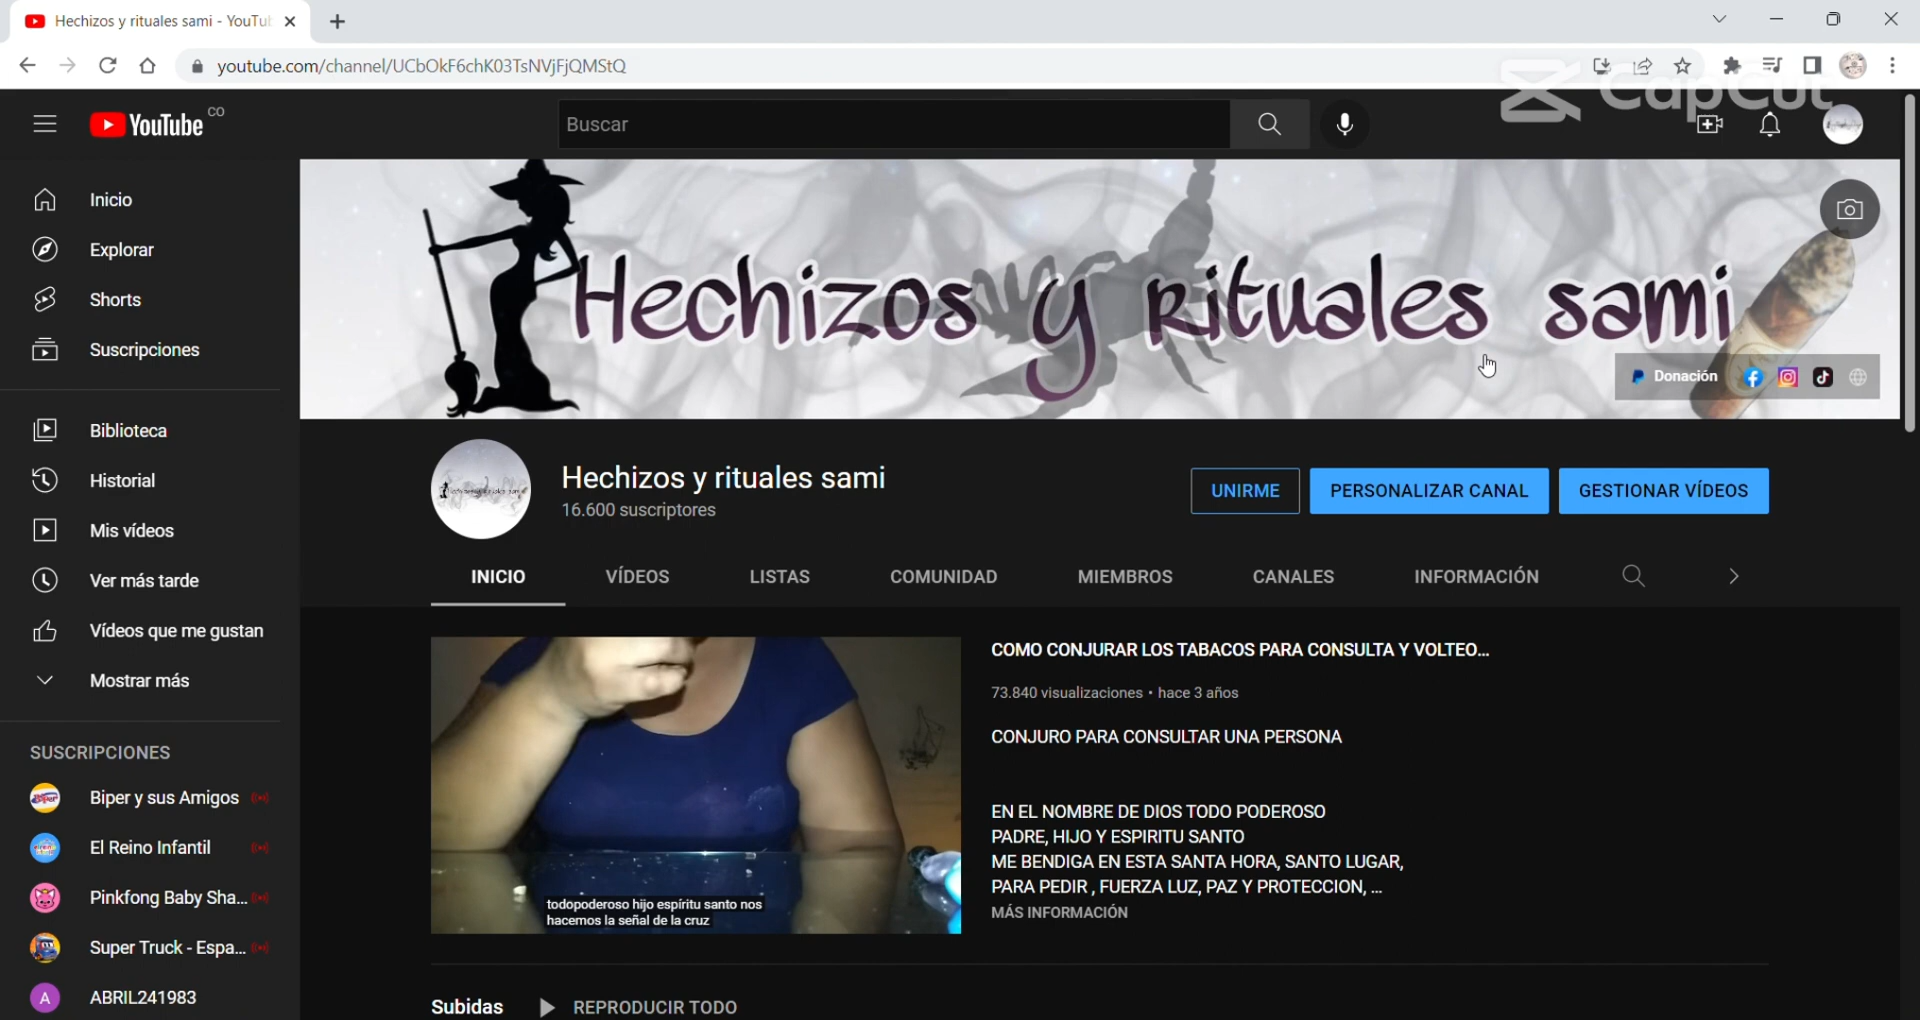 Hechizos y rituales sami - YouTu
youtube.com/channel/UCbOkF6chK03TsNVjFjQMStQ
CapCut
YouTube CO
Buscar
Inicio
Explorar
Shorts
Suscripciones
Biblioteca
Historial
Mis vídeos
Ver más tarde
Vídeos que me gustan
Mostrar más
SUSCRIPCIONES
Biper y sus Amigos
El Reino Infantil
Pinkfong Baby Sha...
Super Truck - Espa...
A ABRIL241983
Hechizos y rituales sami
Donación
Hechizos y rituales sami
16.600 suscriptores
UNIRME
PERSONALIZAR CANAL
GESTIONAR VÍDEOS
INICIO
VÍDEOS
LISTAS
COMUNIDAD
MIEMBROS
CANALES
INFORMACIÓN
todopoderoso hijo espíritu santo nos
hacemos la señal de la cruz
COMO CONJURAR LOS TABACOS PARA CONSULTA Y VOLTEO...
73.840 visualizaciones • hace 3 años
CONJURO PARA CONSULTAR UNA PERSONA
EN EL NOMBRE DE DIOS TODO PODEROSO
PADRE, HIJO Y ESPIRITU SANTO
ME BENDIGA EN ESTA SANTA HORA, SANTO LUGAR,
PARA PEDIR , FUERZA LUZ, PAZ Y PROTECCION, ...
MÁS INFORMACIÓN
Subidas
REPRODUCIR TODO